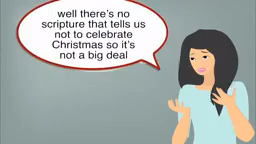 well there's no
scripture that tells us
not to celebrate
Christmas so it's
not a big deal